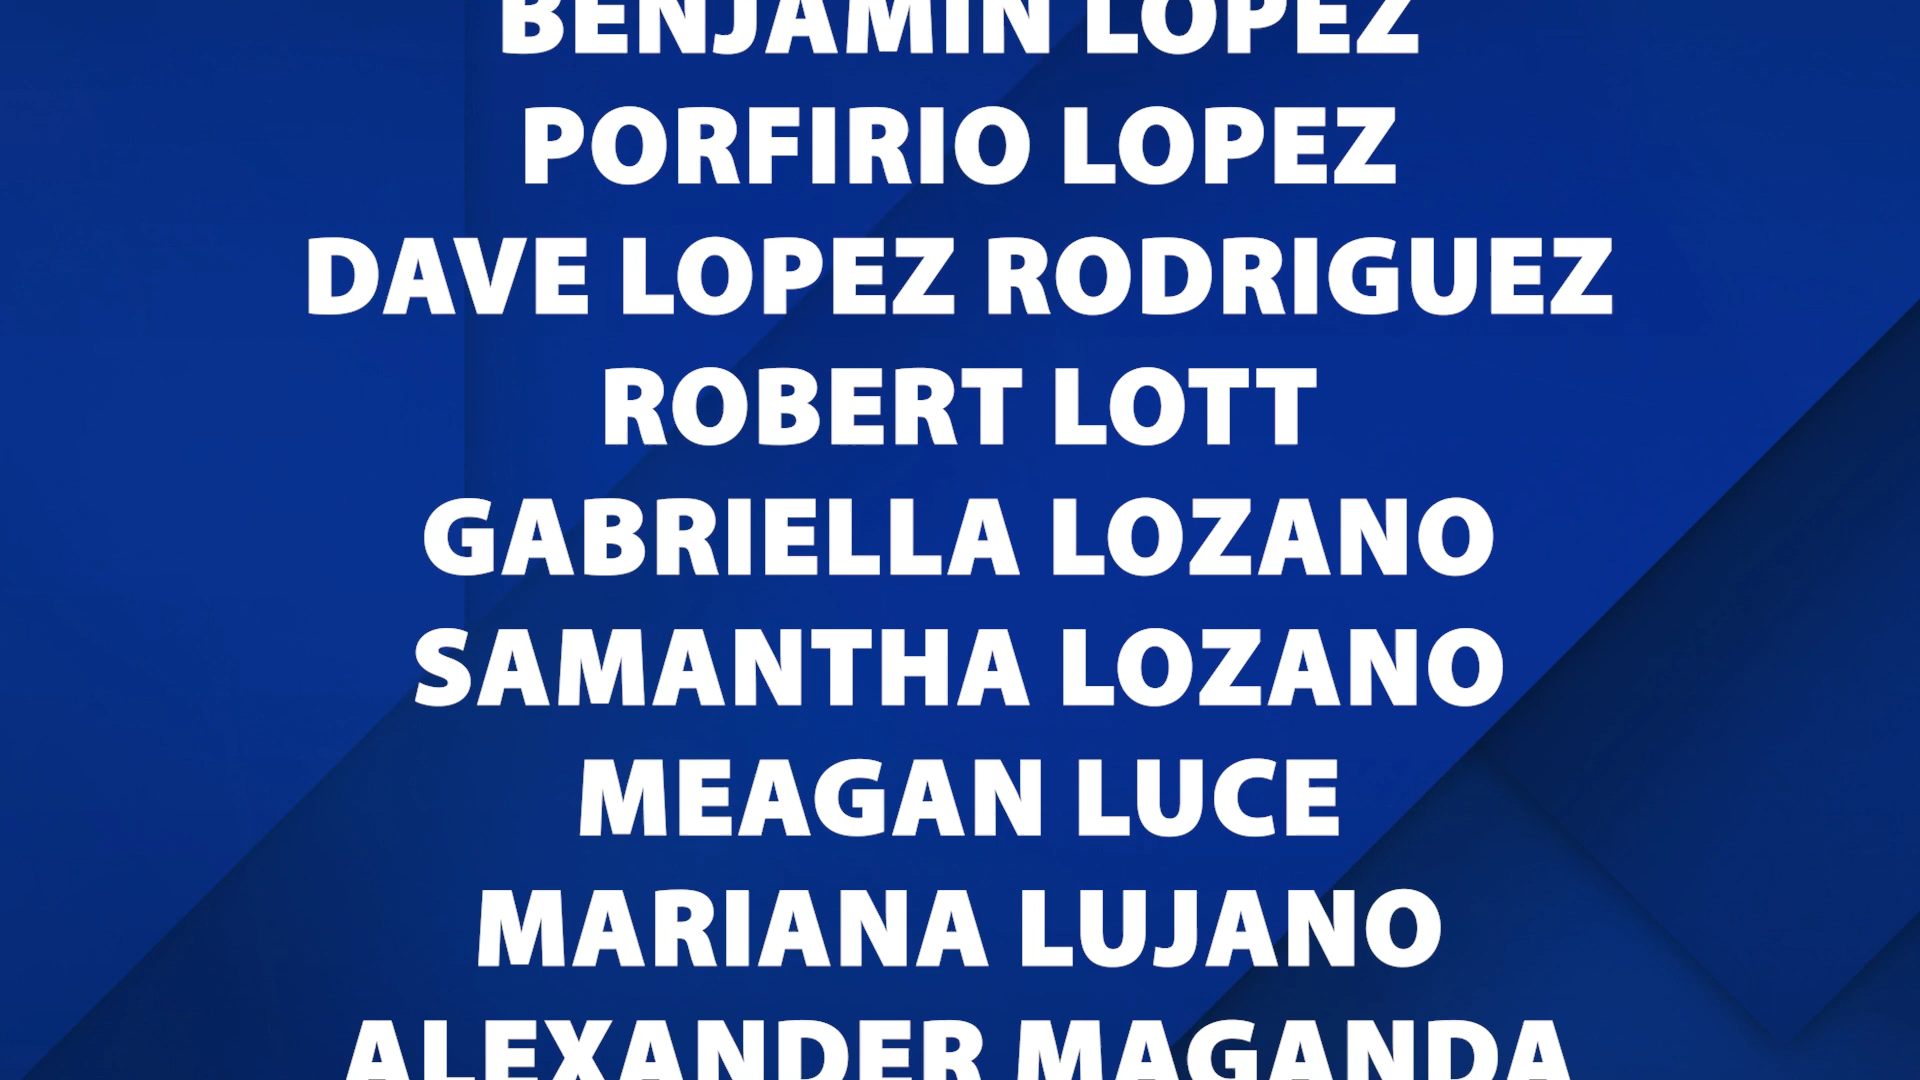 BENJAMIN LOPEZ
PORFIRIO LOPEZ
DAVE LOPEZ RODRIGUEZ
ROBERT LOTT
GABRIELLA LOZANO
SAMANTHA LOZANO
MEAGAN LUCE
MARIANA LUJANO
ALEXANDER MAGANDA